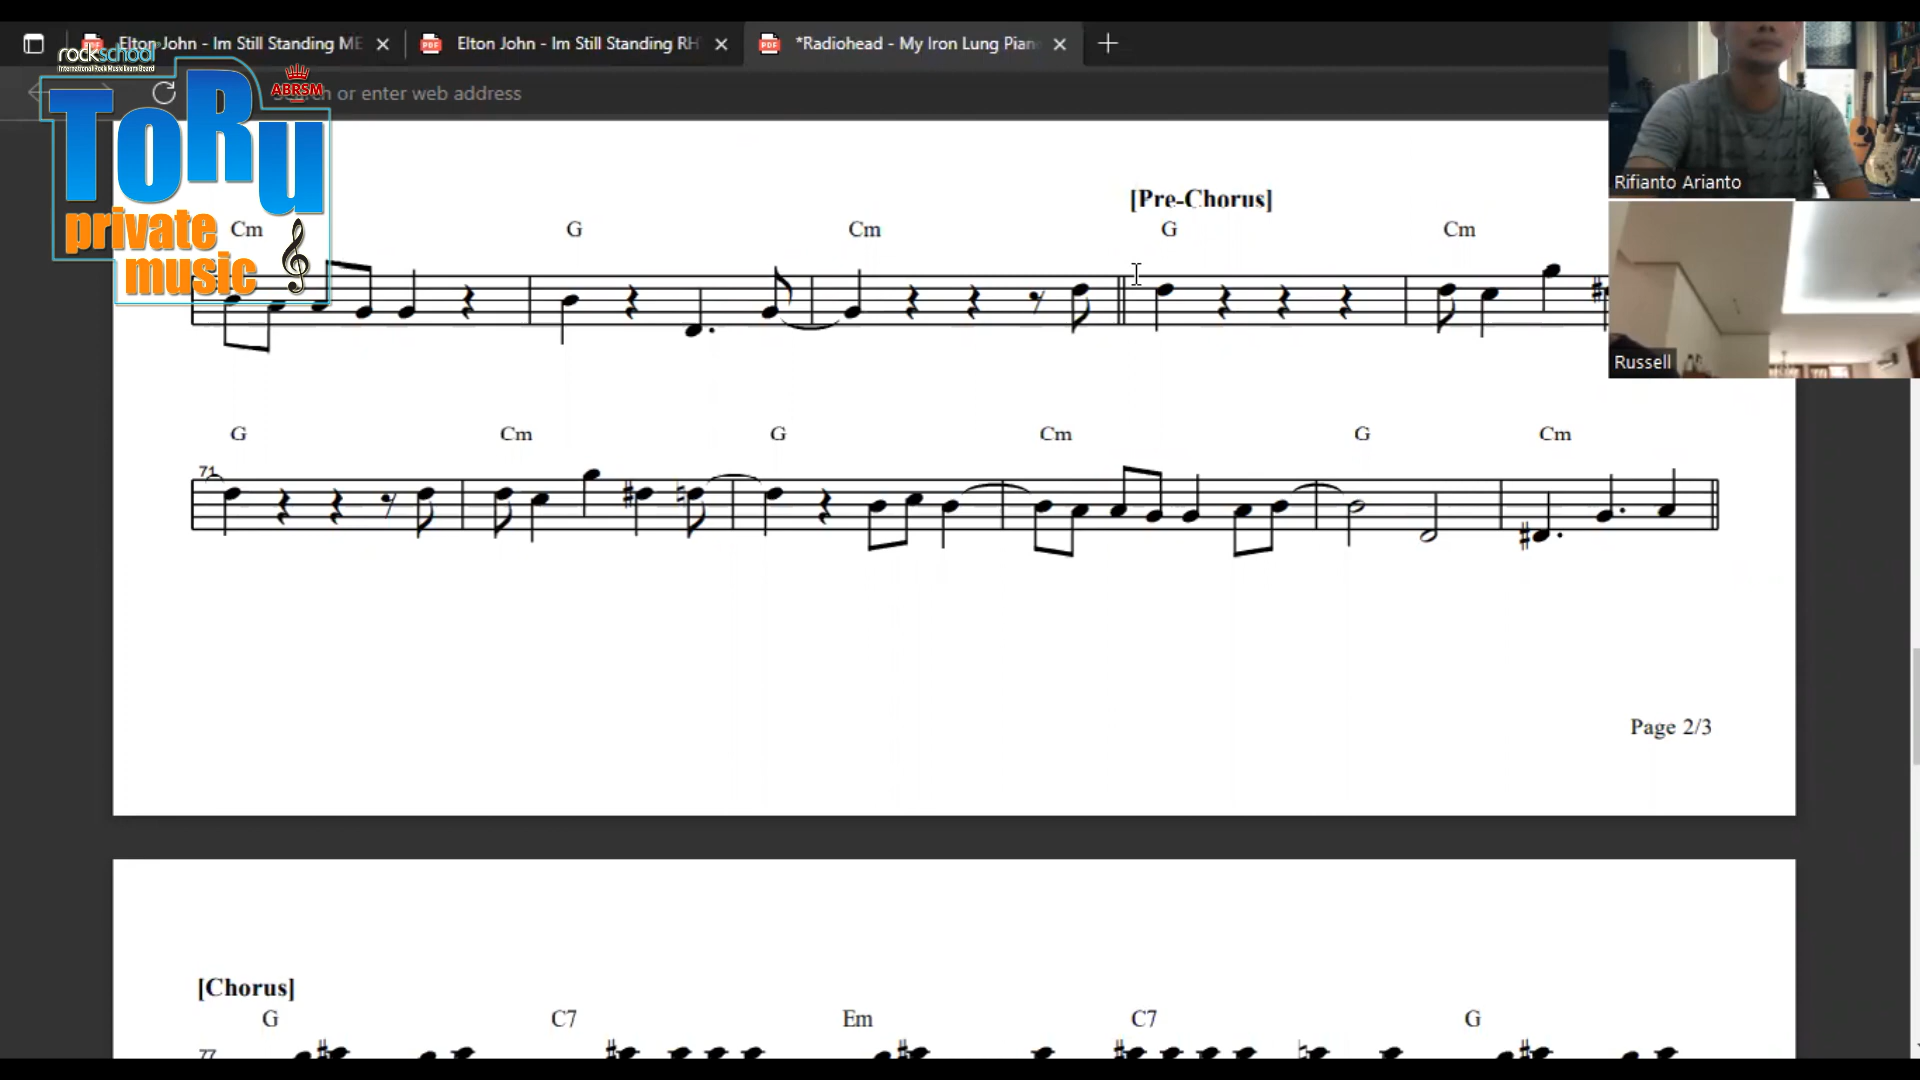 Elton John - Im Still Standing ME
Elton John - Im Still Standing RH
*Radiohead - My Iron Lung Pian
rockschool
ABRSM
Search or enter web address
ToRu
private
music
Rifianto Arianto
[Pre-Chorus]
Cm G Cm G Cm
Russell
G Cm G Cm G Cm
71
Page 2/3
[Chorus]
G C7 Em C7 G
77